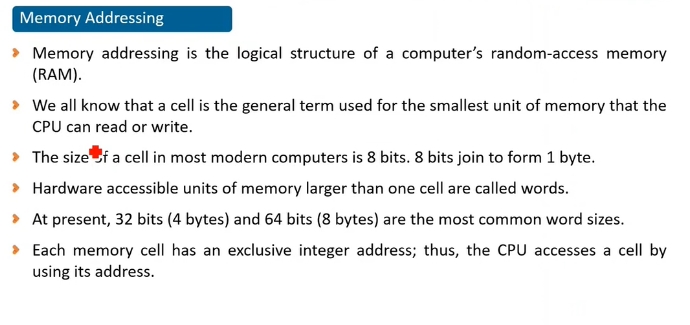 Memory Addressing
Memory addressing is the logical structure of a computer's random-access memory
(RAM).
We all know that a cell is the general term used for the smallest unit of memory that the
CPU can read or write.
The size of a cell in most modern computers is 8 bits. 8 bits join to form 1 byte.
Hardware accessible units of memory larger than one cell are called words.
At present, 32 bits (4 bytes) and 64 bits (8 bytes) are the most common word sizes.
Each memory cell has an exclusive integer address; thus, the CPU accesses a cell by
using its address.